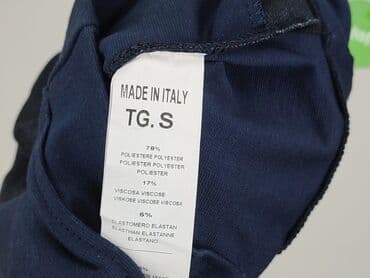 MADE IN ITALY
TG. S
78%
POLIESTERE POLYESTER
POLIESTER POLYESTER
POLIESTER
17%
VISCOSA VISCOSE
VISKOSE VISKOSE VISCOSE
5%
ELASTOMERO ELASTAN
ELASTHAN ELASTANNE
ELASTANO